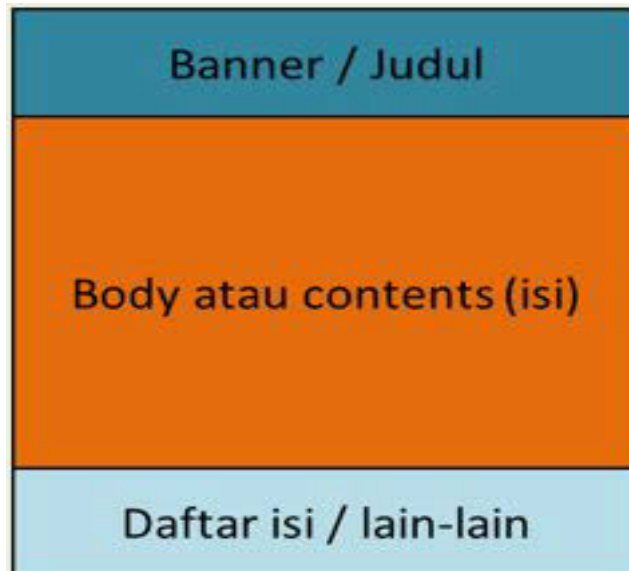 Banner / Judul
Body atau contents (isi)
Daftar isi / lain-lain